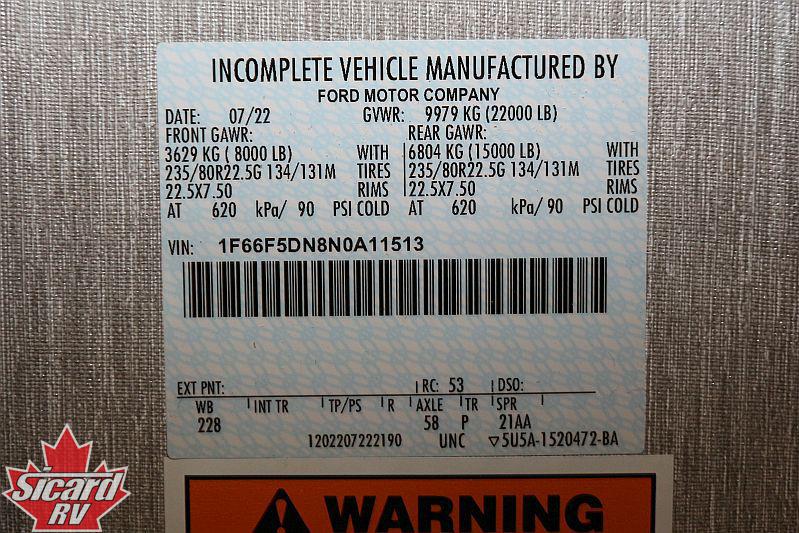 INCOMPLETE VEHICLE MANUFACTURED BY
FORD MOTOR COMPANY
DATE: 07/22 GVWR: 9979 KG (22000 LB)
FRONT GAWR: REAR GAWR:
3629 KG ( 8000 LB) WITH 6804 KG (15000 LB) WITH
235/80R22.5G 134/131M TIRES 235/80R22.5G 134/131M TIRES
22.5X7.50 RIMS 22.5X7.50 RIMS
AT 620 kPa/ 90 PSI COLD AT 620 kPa/ 90 PSI COLD
VIN: 1F66F5DN8N0A11513
EXT PNT: RC: 53 DSO:
WB INT TR TP/PS R AXLE TR SPR
228 58 P 21AA
1202207222190 UNC ▽5U5A-1520472-BA
WARNING
Sicard
RV